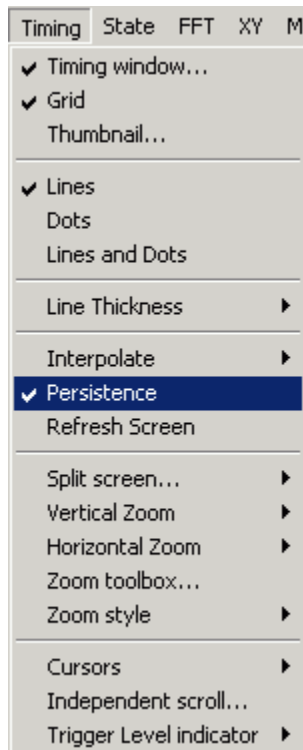 Timing State FFT XY M
Timing window...
Grid
Thumbnail...
Lines
Dots
Lines and Dots
Line Thickness
Interpolate
Persistence
Refresh Screen
Split screen...
Vertical Zoom
Horizontal Zoom
Zoom toolbox...
Zoom style
Cursors
Independent scroll...
Trigger Level indicator